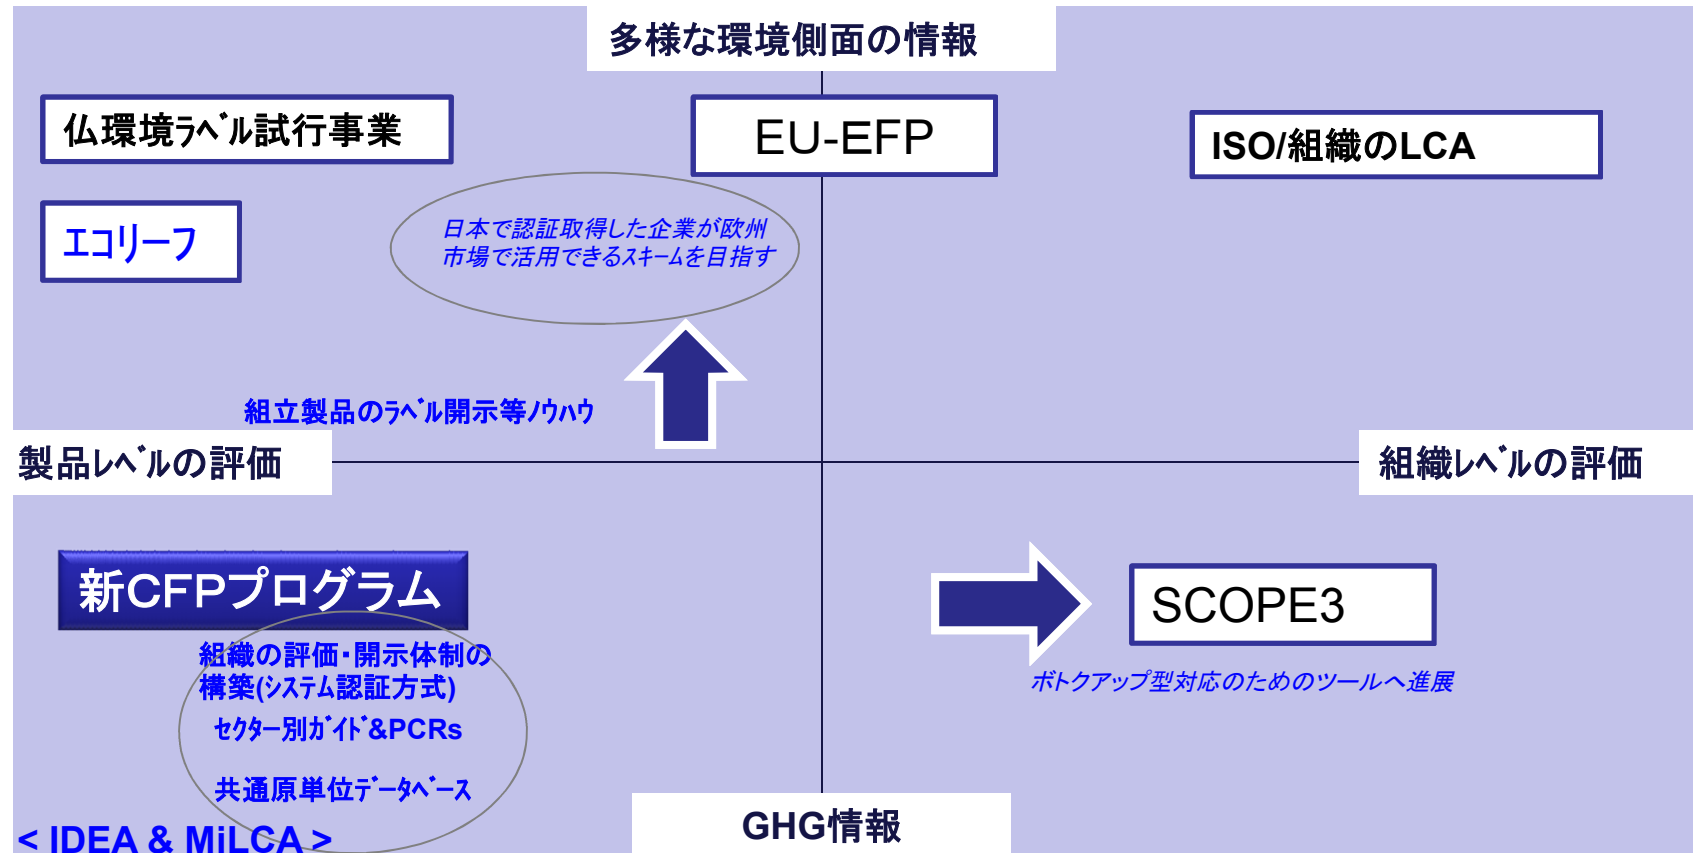 多様な環境側面の情報
仏環境ﾗﾍﾞﾙ試行事業
EU-EFP
ISO/組織のLCA
エコリーフ
日本で認証取得した企業が欧州
市場で活用できるｽｷｰﾑを目指す
組立製品のﾗﾍﾞﾙ開示等ﾉｳﾊｳ
製品ﾚﾍﾞﾙの評価
組織ﾚﾍﾞﾙの評価
新CFPプログラム
SCOPE3
組織の評価・開示体制の
構築(ｼｽﾃﾑ認証方式)
ボトクアップ型対応のためのツールへ進展
ｾｸﾀｰ別ｶﾞｲﾄﾞ&PCRs
共通原単位ﾃﾞｰﾀﾍﾞｰｽ
< IDEA & MiLCA >
GHG情報